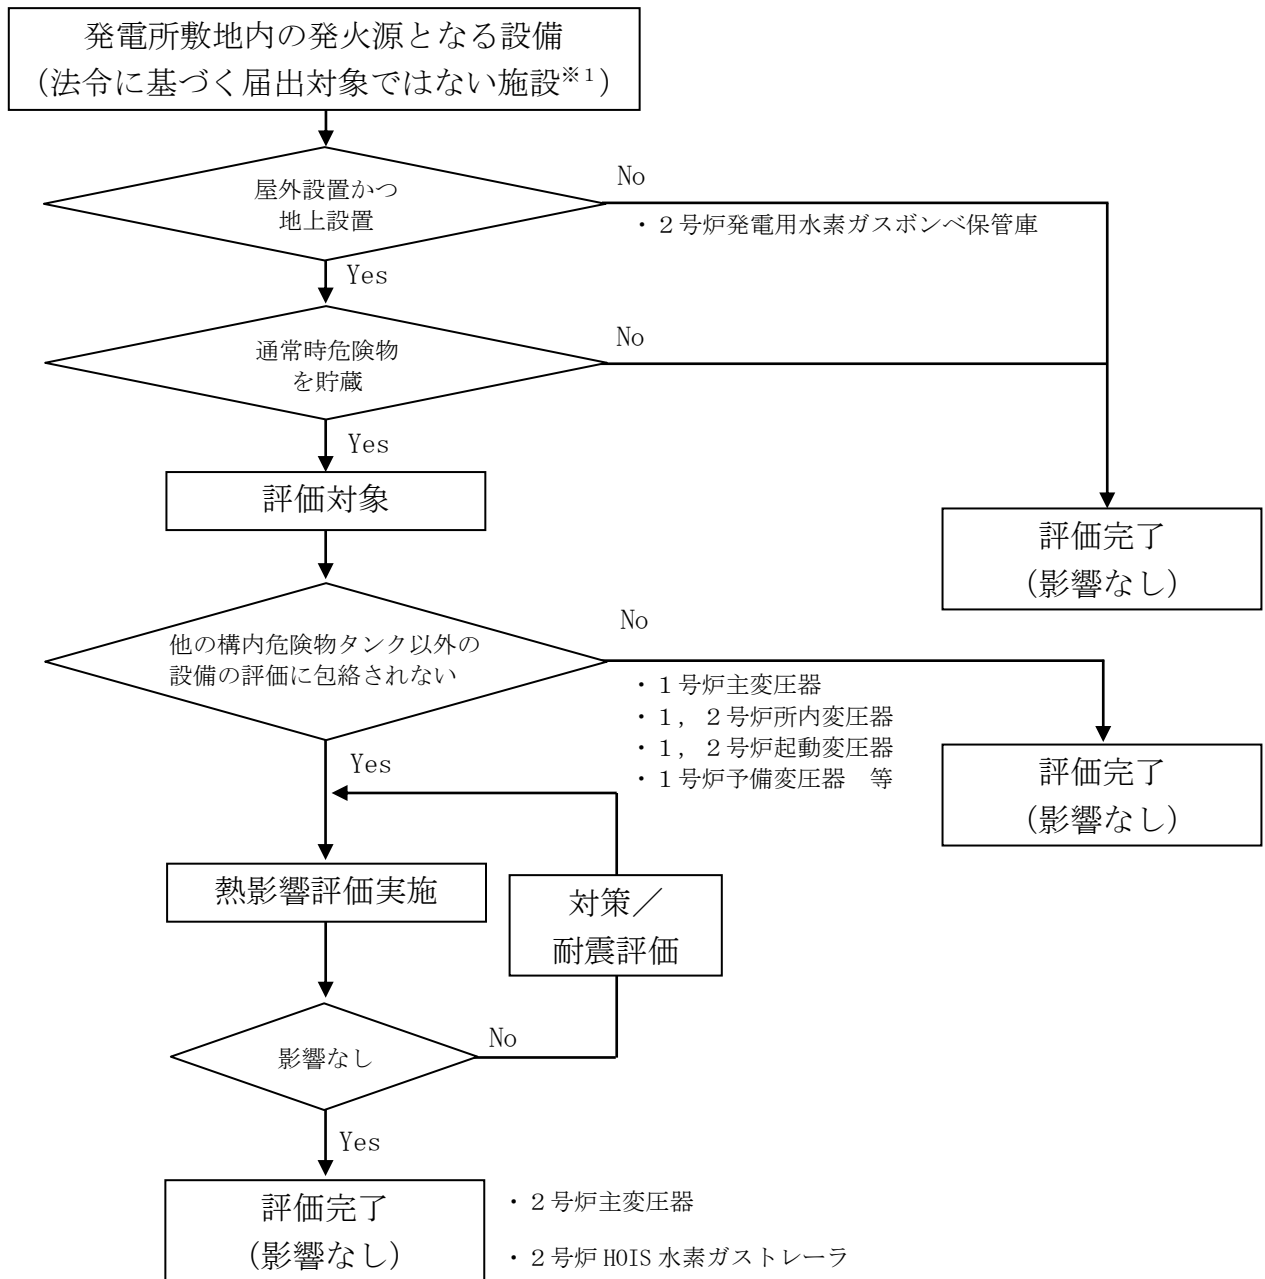 発電所敷地内の発火源となる設備
（法令に基づく届出対象ではない施設※1）
屋外設置かつ
地上設置
No
・２号炉発電用水素ガスボンベ保管庫
Yes
通常時危険物
を貯蔵
No
Yes
評価対象
評価完了
（影響なし）
他の構内危険物タンク以外の
設備の評価に包絡されない
No
・１号炉主変圧器
・１，２号炉所内変圧器
・１，２号炉起動変圧器
・１号炉予備変圧器　等
Yes
評価完了
（影響なし）
熱影響評価実施
対策／
耐震評価
影響なし
No
Yes
評価完了
（影響なし）
・２号炉主変圧器
・２号炉 HOIS 水素ガストレーラ